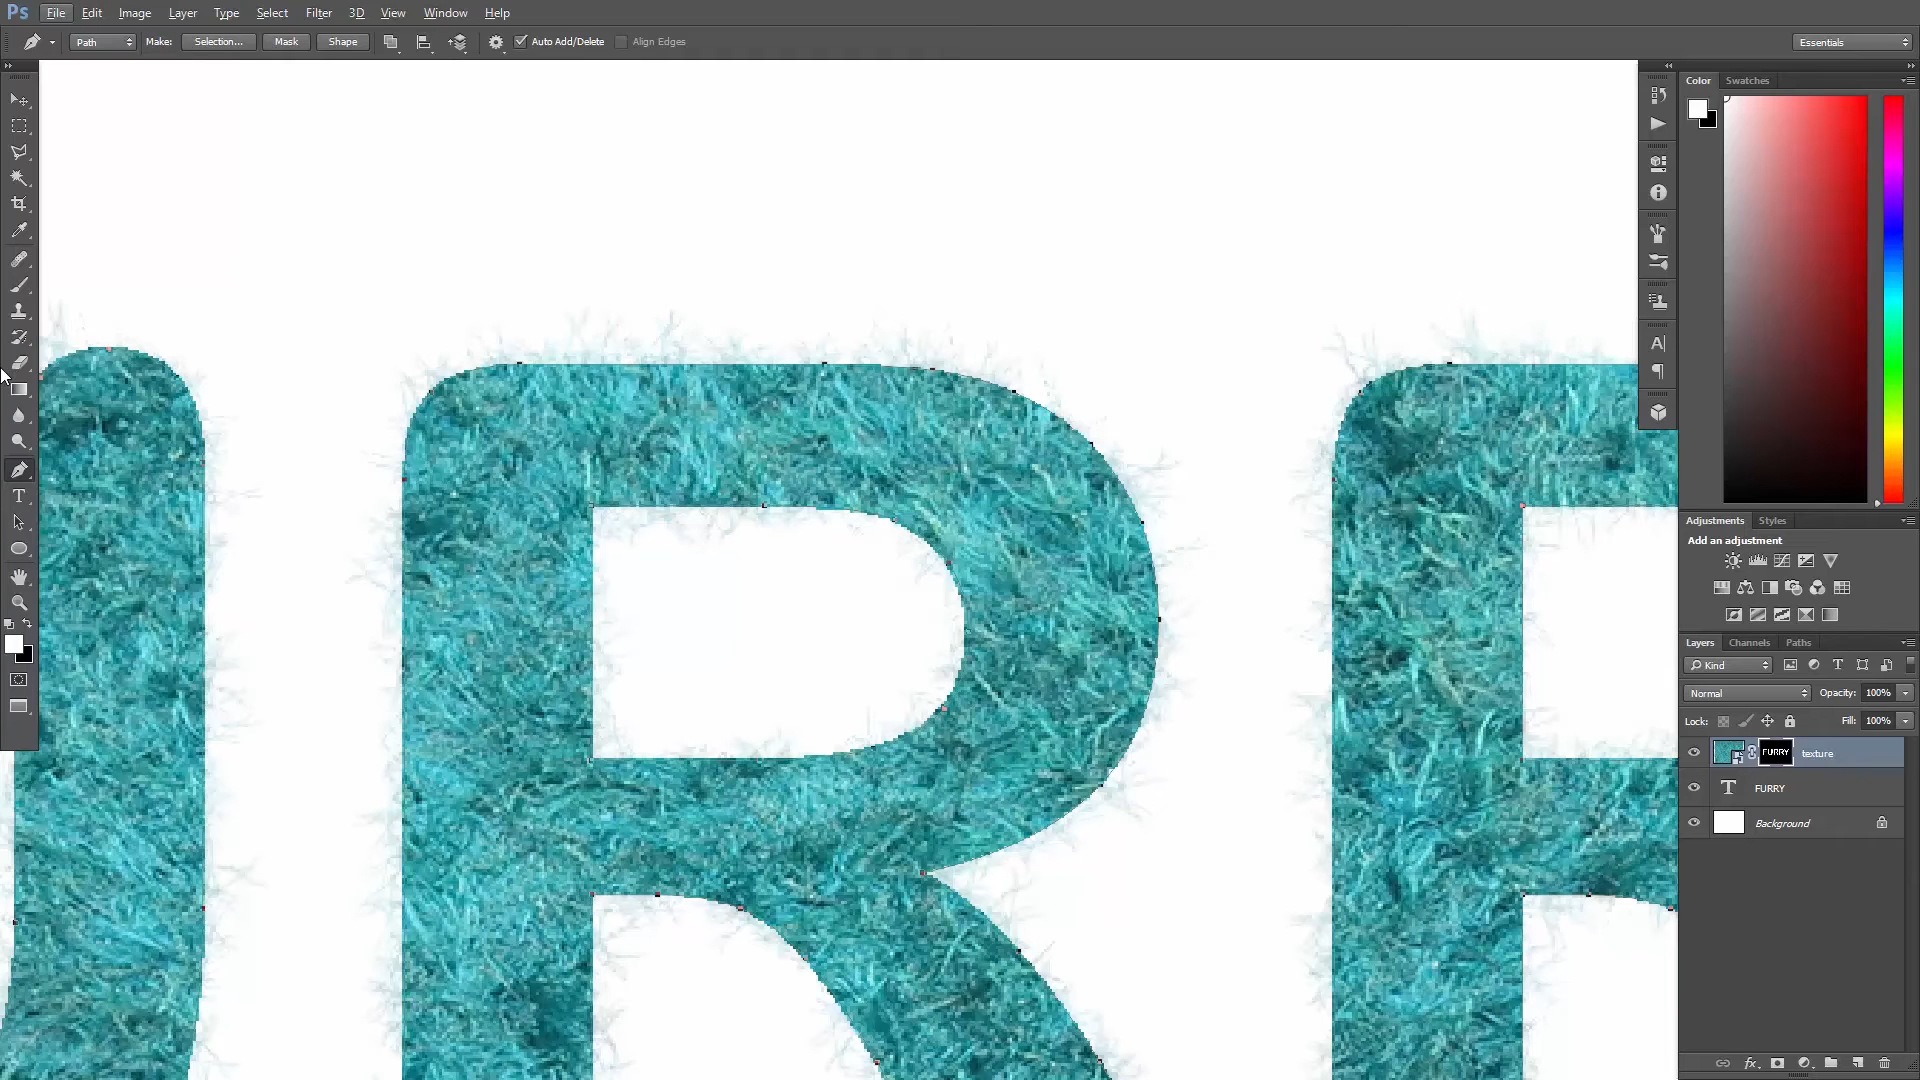 Ps File Edit Image Layer Type Select Filter 3D View Window Help
Path Make: Selection... Mask Shape Auto Add/Delete Align Edges Essentials
Color Swatches
Adjustments Styles
Add an adjustment
Layers Channels Paths
Kind
Normal Opacity: 100%
Lock: Fill: 100%
FURRY texture
T FURRY
Background
fx